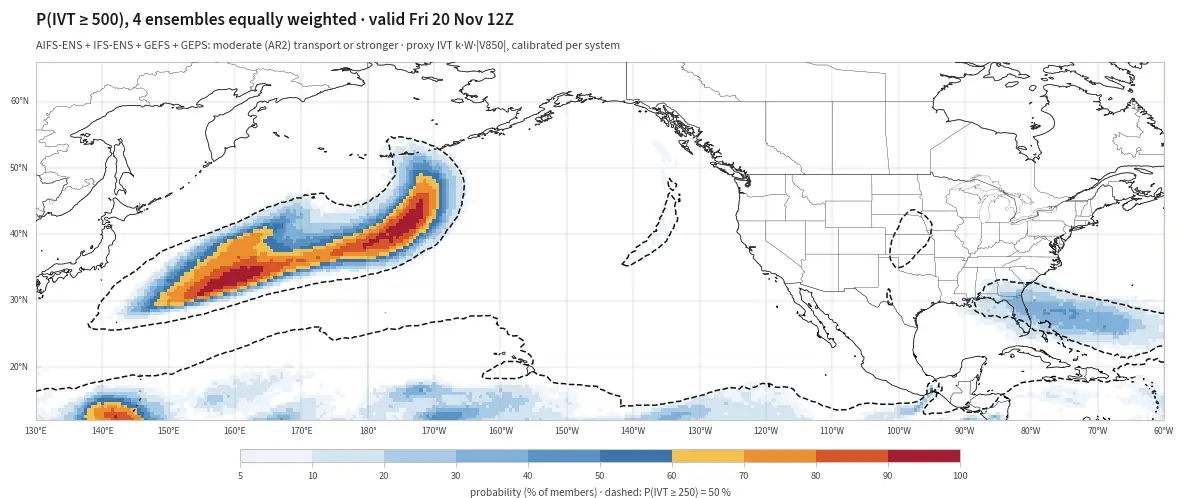 P(IVT ≥ 500), 4 ensembles equally weighted · valid Fri 20 Nov 12Z
AIFS-ENS + IFS-ENS + GEFS + GEPS: moderate (AR2) transport or stronger · proxy IVT k·W·|V850|, calibrated per system
60°N
50°N
40°N
30°N
20°N
130°E 140°E 150°E 160°E 170°E 180° 170°W 160°W 150°W 140°W 130°W 120°W 110°W 100°W 90°W 80°W 70°W 60°W
5 10 20 30 40 50 60 70 80 90 100
probability (% of members) · dashed: P(IVT ≥ 250) = 50 %